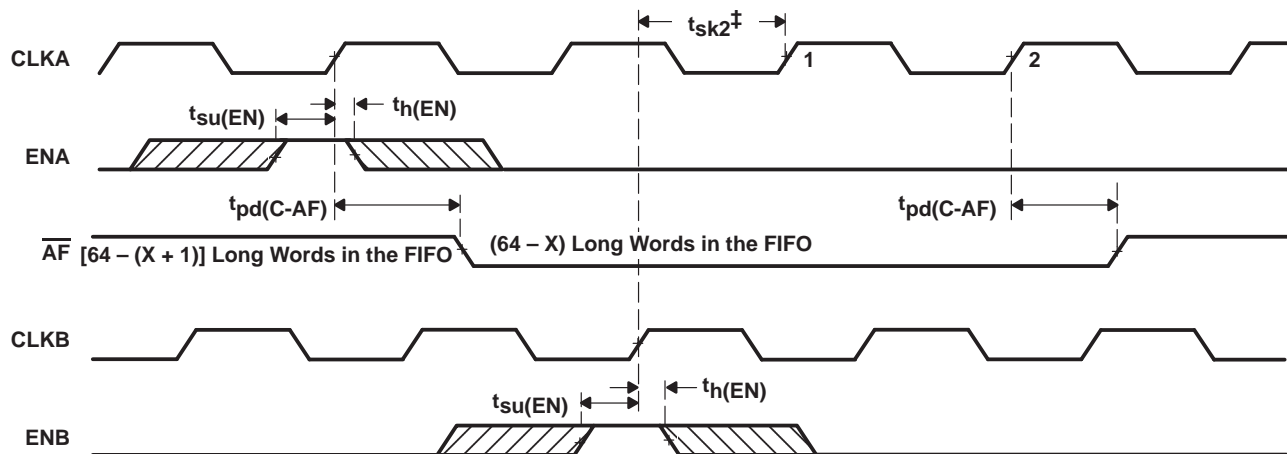 tsk2‡
CLKA
1
2
tsu(EN)
th(EN)
ENA
tpd(C-AF)
tpd(C-AF)
AF [64 – (X + 1)] Long Words in the FIFO
(64 – X) Long Words in the FIFO
CLKB
tsu(EN)
th(EN)
ENB